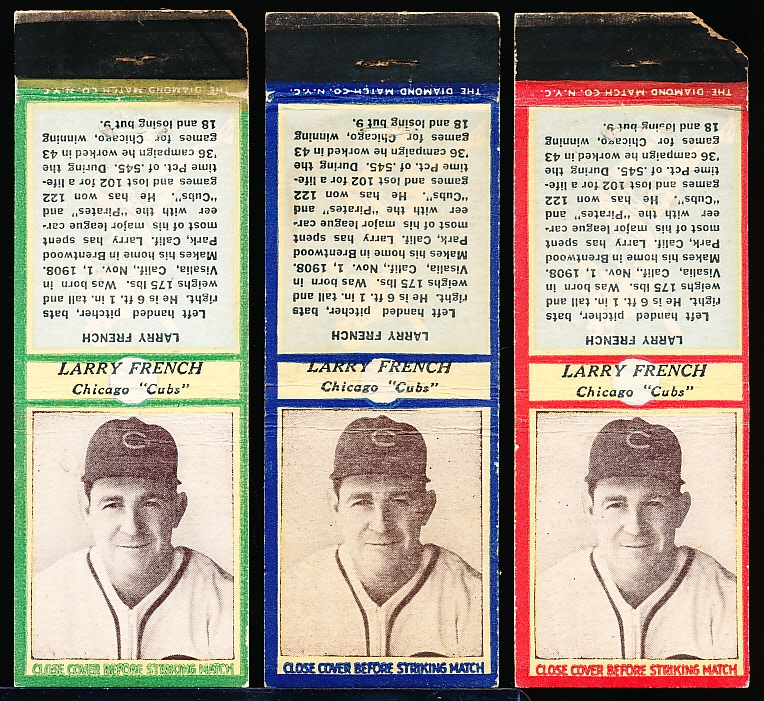 THE DIAMOND MATCH CO. N.Y.C.
LARRY FRENCH
Left handed pitcher, bats
right. He is 6 ft. 1 in. tall and
weighs 175 lbs. Was born in
Visalia, Calif., Nov. 1, 1908.
Makes his home in Brentwood
Park, Calif. Larry has spent
most of his major league car-
eer with the "Pirates" and
"Cubs". He has won 122
games and lost 102 for a life-
time of Pct. .545. During the
'36 campaign he worked in 43
games for Chicago, winning
18 and losing but 9.
LARRY FRENCH
Chicago "Cubs"
C
CLOSE COVER BEFORE STRIKING MATCH
THE DIAMOND MATCH CO. N.Y.C.
LARRY FRENCH
Left handed pitcher, bats
right. He is 6 ft. 1 in. tall and
weighs 175 lbs. Was born in
Visalia, Calif., Nov. 1, 1908.
Makes his home in Brentwood
Park, Calif. Larry has spent
most of his major league car-
eer with the "Pirates" and
"Cubs". He has won 122
games and lost 102 for a life-
time of Pct. .545. During the
'36 campaign he worked in 43
games for Chicago, winning
18 and losing but 9.
LARRY FRENCH
Chicago "Cubs"
C
CLOSE COVER BEFORE STRIKING MATCH
THE DIAMOND MATCH CO. N.Y.C.
LARRY FRENCH
Left handed pitcher, bats
right. He is 6 ft. 1 in. tall and
weighs 175 lbs. Was born in
Visalia, Calif., Nov. 1, 1908.
Makes his home in Brentwood
Park, Calif. Larry has spent
most of his major league car-
eer with the "Pirates" and
"Cubs". He has won 122
games and lost 102 for a life-
time of Pct. .545. During the
'36 campaign he worked in 43
games for Chicago, winning
18 and losing but 9.
LARRY FRENCH
Chicago "Cubs"
C
CLOSE COVER BEFORE STRIKING MATCH